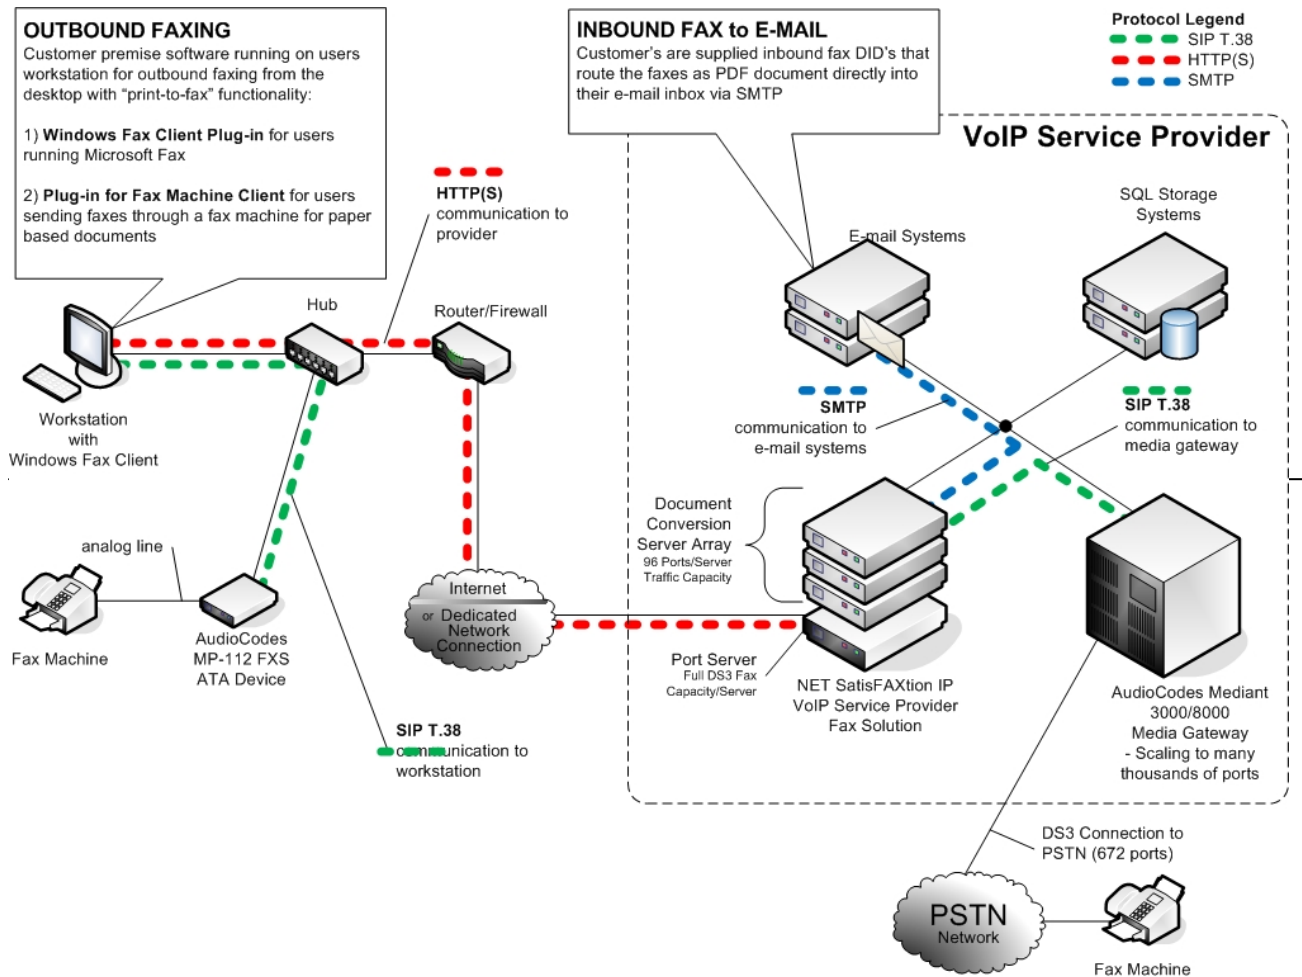 OUTBOUND FAXING
Customer premise software running on users
workstation for outbound faxing from the
desktop with “print-to-fax” functionality:
1) Windows Fax Client Plug-in for users
running Microsoft Fax
2) Plug-in for Fax Machine Client for users
sending faxes through a fax machine for paper
based documents
INBOUND FAX to E-MAIL
Customer’s are supplied inbound fax DID’s that
route the faxes as PDF document directly into
their e-mail inbox via SMTP
Protocol Legend
SIP T.38
HTTP(S)
SMTP
VoIP Service Provider
HTTP(S)
communication to
provider
E-mail Systems
SQL Storage
Systems
Hub
Router/Firewall
Workstation
with
Windows Fax Client
SMTP
communication to
e-mail systems
SIP T.38
communication to
media gateway
Document
Conversion
Server Array
96 Ports/Server
Traffic Capacity
analog line
Fax Machine
AudioCodes
MP-112 FXS
ATA Device
Internet
or Dedicated
Network
Connection
Port Server
Full DS3 Fax
Capacity/Server
NET SatisFAXtion IP
VoIP Service Provider
Fax Solution
AudioCodes Mediant
3000/8000
Media Gateway
- Scaling to many
thousands of ports
SIP T.38
communication to
workstation
DS3 Connection to
PSTN (672 ports)
PSTN
Network
Fax Machine